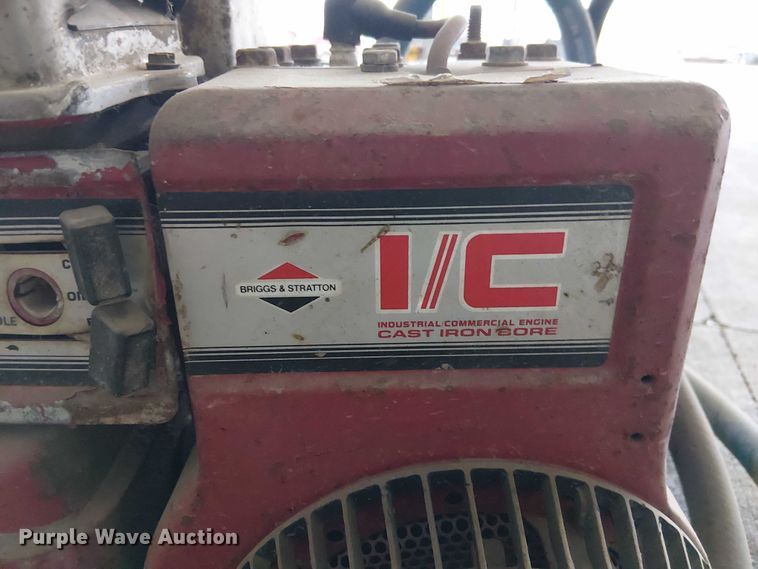 I/C
BRIGGS & STRATTON
INDUSTRIAL/COMMERCIAL ENGINE
CAST IRON BORE
Purple Wave Auction